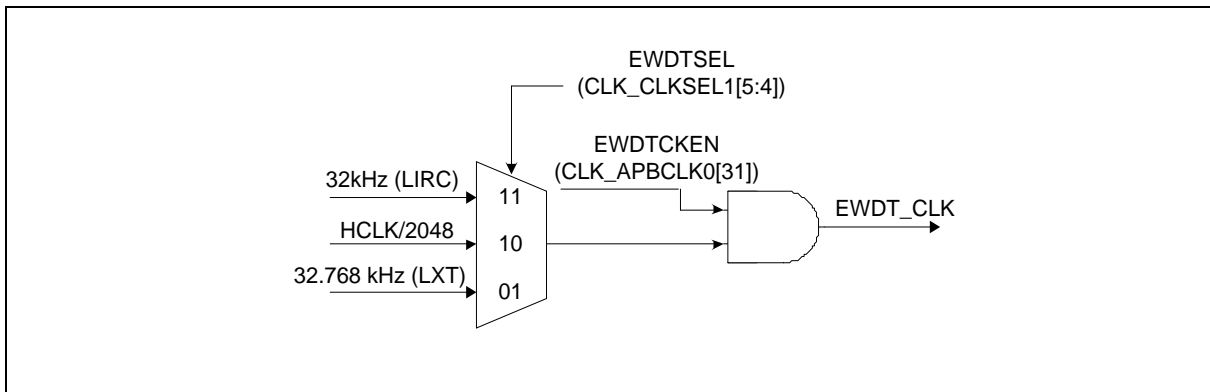 EWDTSEL
(CLK_CLKSEL1[5:4])
EWDTCKEN
(CLK_APBCLK0[31])
32kHz (LIRC)
11
EWDT_CLK
HCLK/2048
10
32.768 kHz (LXT)
01